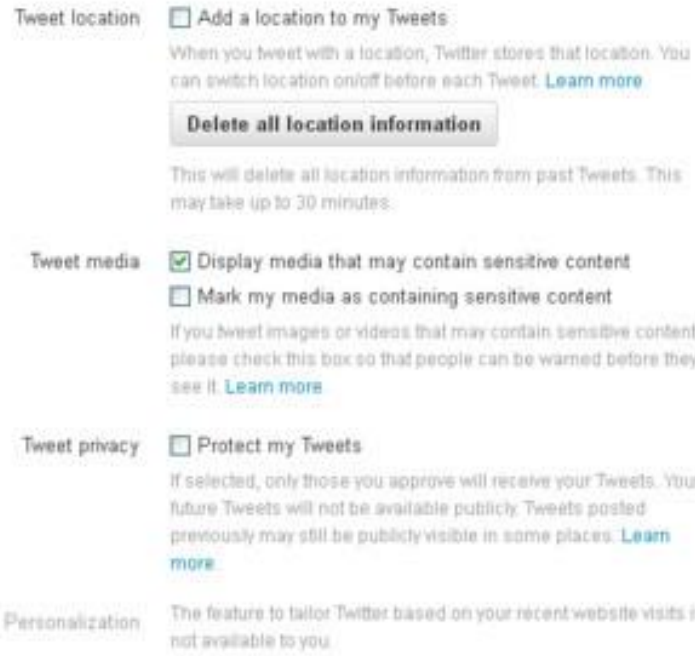 Tweet location Add a location to my Tweets
When you tweet with a location, Twitter stores that location. You
can switch location on/off before each Tweet. Learn more
Delete all location information
This will delete all location information from past Tweets. This
may take up to 30 minutes.
Tweet media Display media that may contain sensitive content
Mark my media as containing sensitive content
If you tweet images or videos that may contain sensitive content
please check this box so that people can be warned before they
see it. Learn more
Tweet privacy Protect my Tweets
If selected, only those you approve will receive your Tweets. Your
future Tweets will not be available publicly. Tweets posted
previously may still be publicly visible in some places. Learn
more
Personalization The feature to tailor Twitter based on your recent website visits i
not available to you.